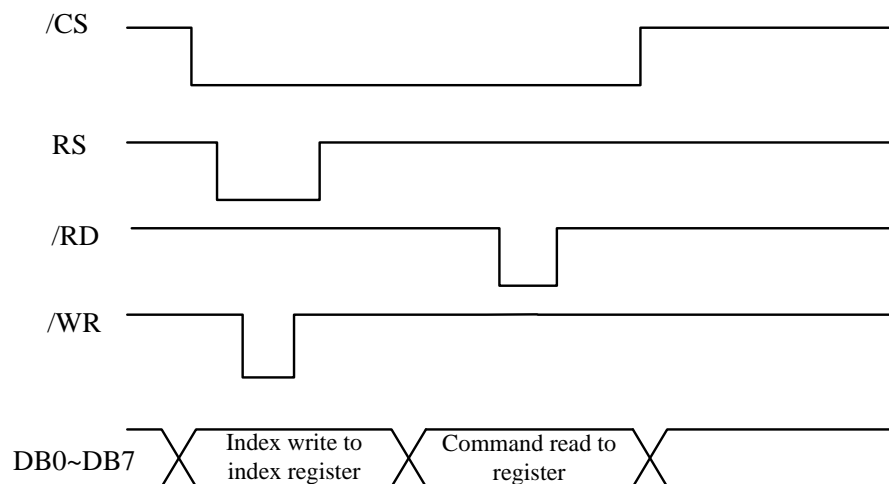 /CS
RS
/RD
/WR
DB0~DB7
Index write to
index register
Command read to
register